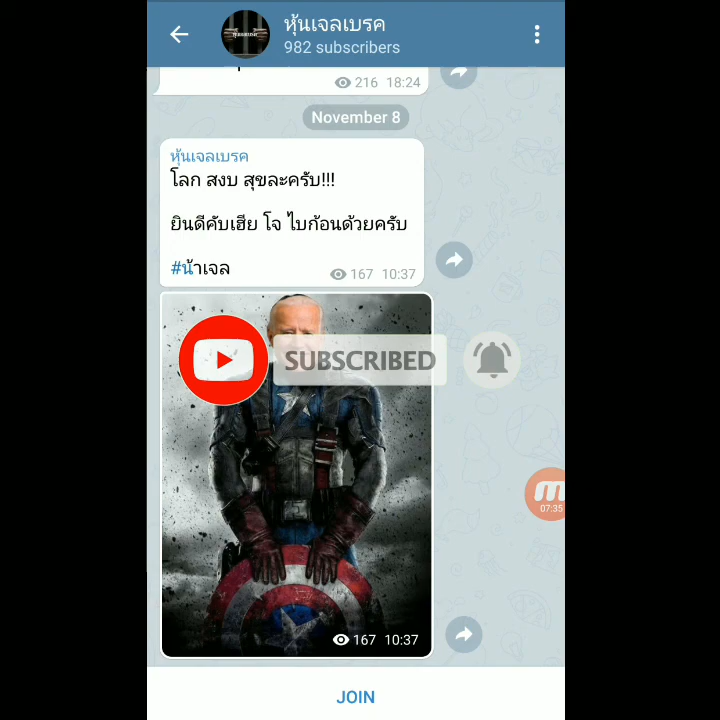 หุ้นเจลเบรค
982 subscribers
216 18:24
November 8
หุ้นเจลเบรค
โลก สงบ สุขละครับ!!!
ยินดีคับเฮีย โจ ไบก้อนด้วยครับ
#น้าเจล
167 10:37
SUBSCRIBED
07:35
167 10:37
JOIN